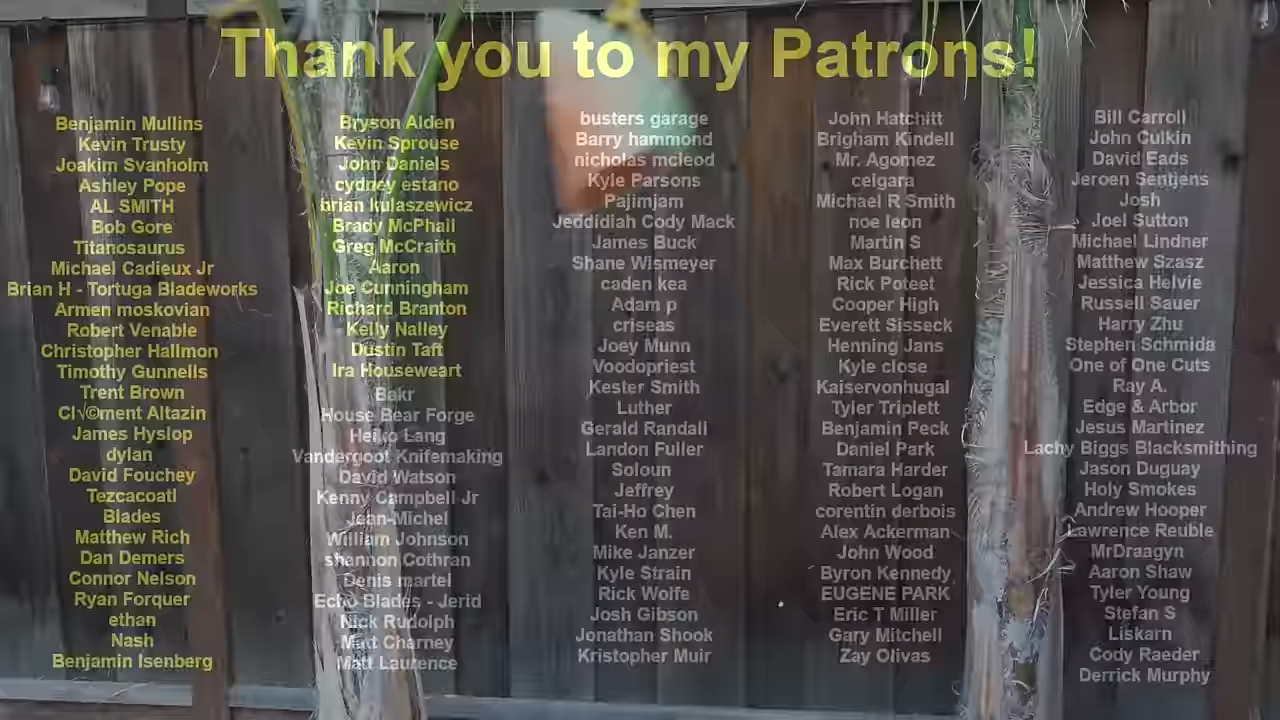 Thank you to my Patrons!
Benjamin Mullins
Kevin Trusty
Joakim Svanholm
Ashley Pope
AL SMITH
Bob Gore
Titanosaurus
Michael Cadieux Jr
Brian H - Tortuga Bladeworks
Armen moskovian
Robert Venable
Christopher Hallmon
Timothy Gunnells
Trent Brown
Cl√©ment Altazin
James Hyslop
dylan
David Fouchey
Tezcacoatl
Blades
Matthew Rich
Dan Demers
Connor Nelson
Ryan Forquer
ethan
Nash
Benjamin Isenberg
Bryson Alden
Kevin Sprouse
John Daniels
cydney estano
brian kulaszewicz
Brady McPhail
Greg McCraith
Aaron
Joe Cunningham
Richard Branton
Kelly Nalley
Dustin Taft
Ira Houseweart
Bakr
House Bear Forge
Heiko Lang
Vandergoot Knifemaking
David Watson
Kenny Campbell Jr
Jean-Michel
William Johnson
shannon Cothran
Denis martel
Echo Blades - Jerid
Nick Rudolph
Matt Charney
Matt Laurence
busters garage
Barry hammond
nicholas mcleod
Kyle Parsons
Pajimjam
Jeddidiah Cody Mack
James Buck
Shane Wismeyer
caden kea
Adam p
criseas
Joey Munn
Voodopriest
Kester Smith
Luther
Gerald Randall
Landon Fuller
Soloun
Jeffrey
Tai-Ho Chen
Ken M.
Mike Janzer
Kyle Strain
Rick Wolfe
Josh Gibson
Jonathan Shook
Kristopher Muir
John Hatchitt
Brigham Kindell
Mr. Agomez
celgara
Michael R Smith
noe leon
Martin S
Max Burchett
Rick Poteet
Cooper High
Everett Sisseck
Henning Jans
Kyle close
Kaiservonhugal
Tyler Triplett
Benjamin Peck
Daniel Park
Tamara Harder
Robert Logan
corentin derbois
Alex Ackerman
John Wood
Byron Kennedy
EUGENE PARK
Eric T Miller
Gary Mitchell
Zay Olivas
Bill Carroll
John Culkin
David Eads
Jeroen Sentjens
Josh
Joel Sutton
Michael Lindner
Matthew Szasz
Jessica Helvie
Russell Sauer
Harry Zhu
Stephen Schmida
One of One Cuts
Ray A.
Edge & Arbor
Jesus Martinez
Lachy Biggs Blacksmithing
Jason Duguay
Holy Smokes
Andrew Hooper
Lawrence Reuble
MrDraagyn
Aaron Shaw
Tyler Young
Stefan S
Liskarn
Cody Raeder
Derrick Murphy